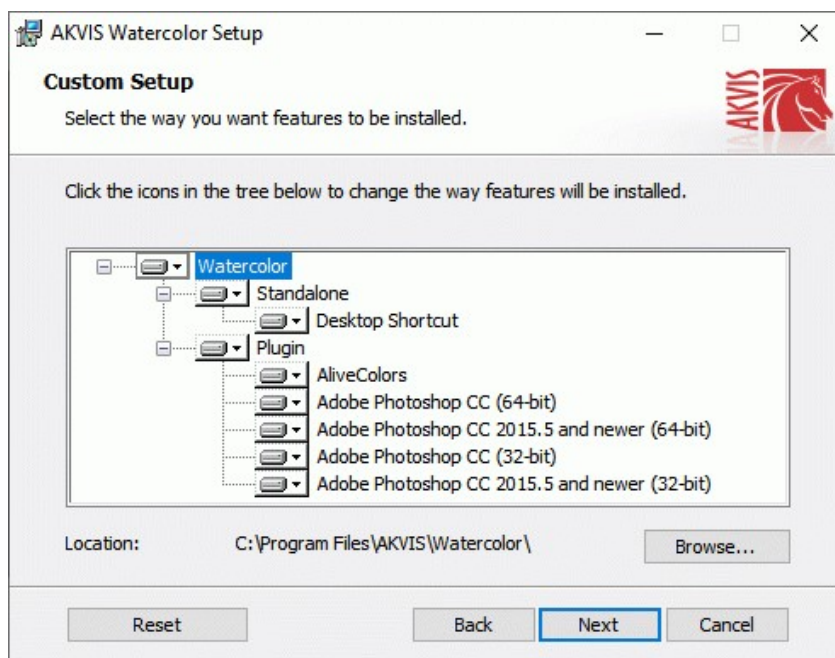 AKVIS Watercolor Setup
Custom Setup
Select the way you want features to be installed.
AKVIS
Click the icons in the tree below to change the way features will be installed.
Watercolor
Standalone
Desktop Shortcut
Plugin
AliveColors
Adobe Photoshop CC (64-bit)
Adobe Photoshop CC 2015.5 and newer (64-bit)
Adobe Photoshop CC (32-bit)
Adobe Photoshop CC 2015.5 and newer (32-bit)
Location: C:\Program Files\AKVIS\Watercolor\ Browse...
Reset Back Next Cancel